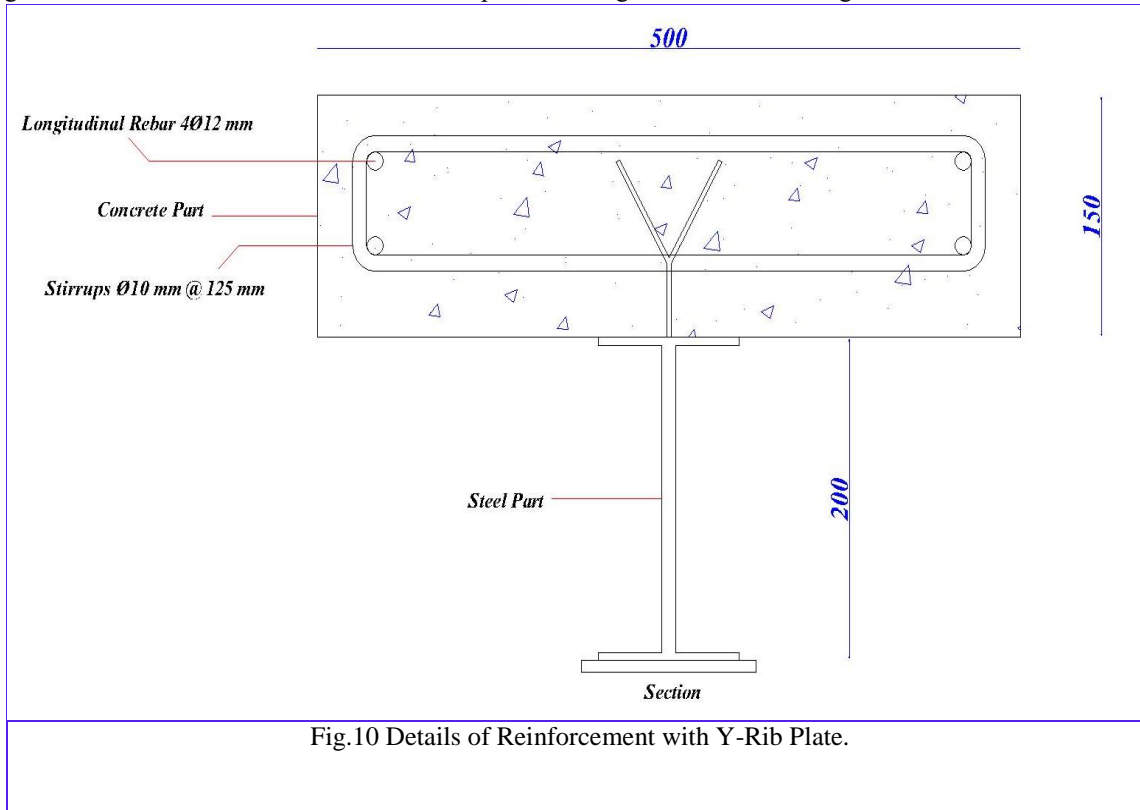 500
Longitudinal Rebar 4Ø12 mm
Concrete Part
150
Stirrups Ø10 mm @ 125 mm
Steel Part
200
Section
Fig.10 Details of Reinforcement with Y-Rib Plate.